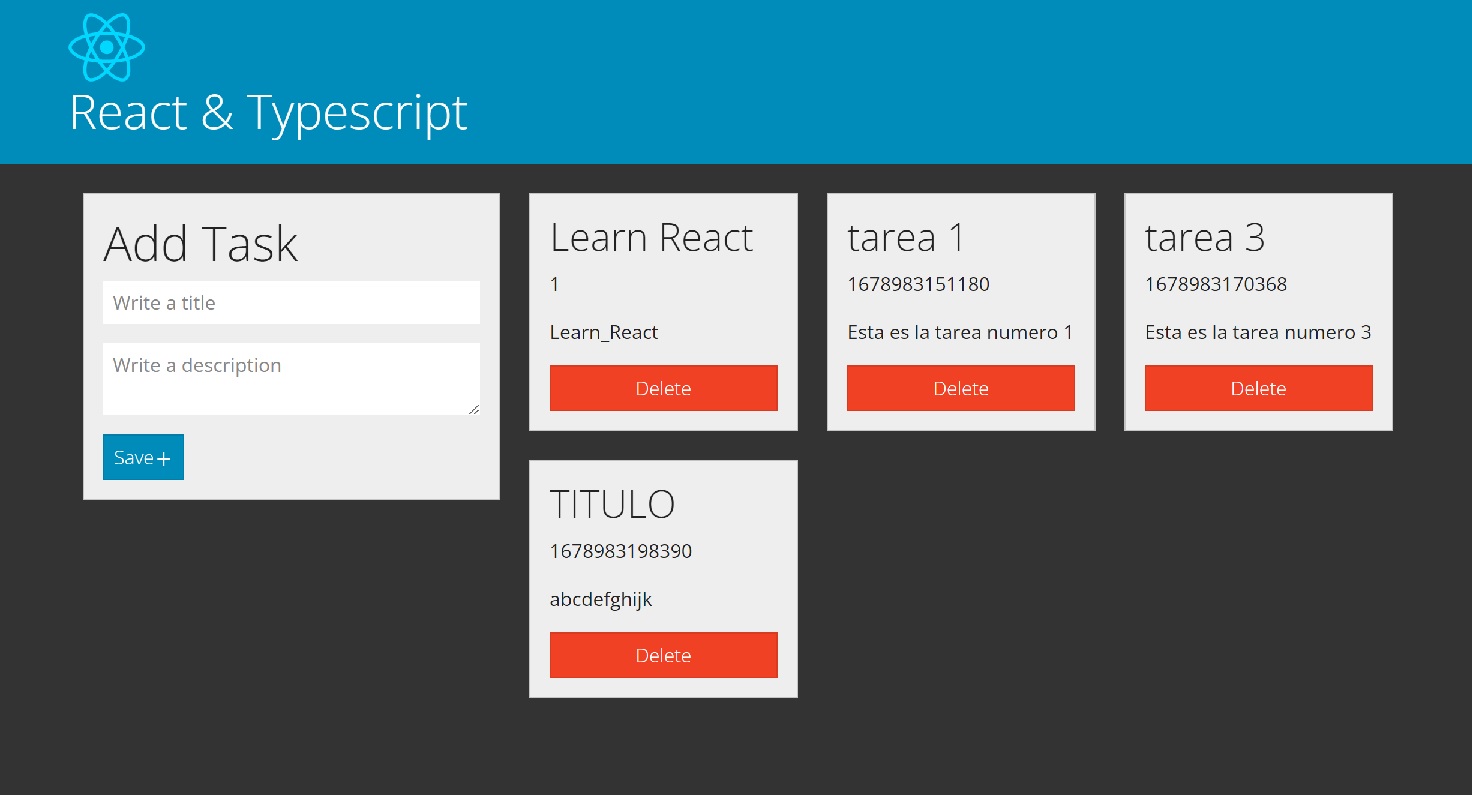 React & Typescript
Add Task
Write a title
Write a description
Save+
Learn React
1
Learn_React
Delete
tarea 1
1678983151180
Esta es la tarea numero 1
Delete
tarea 3
1678983170368
Esta es la tarea numero 3
Delete
TITULO
1678983198390
abcdefghijk
Delete